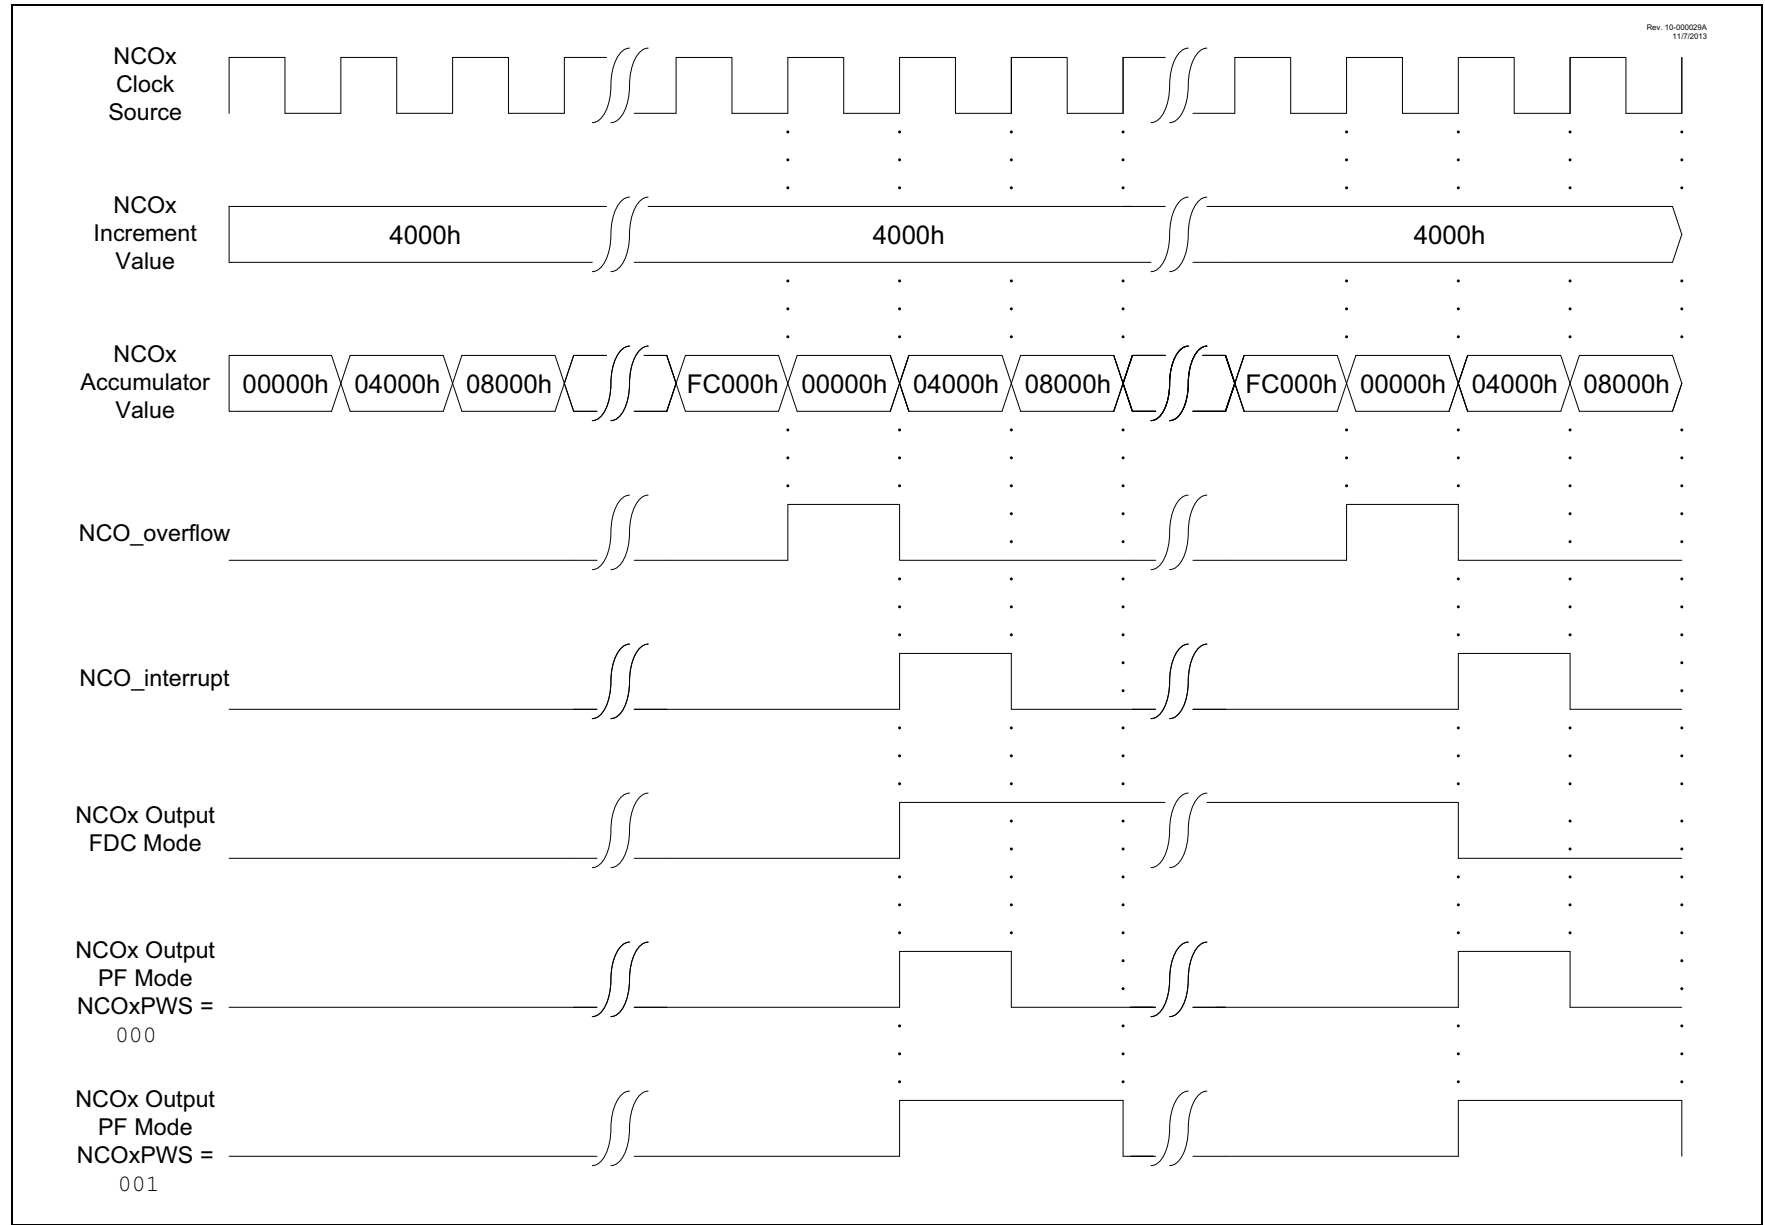 Rev. 10-000029A
11/7/2013
NCOx
Clock
Source
NCOx
Increment
Value
4000h
4000h
4000h
NCOx
Accumulator
Value
00000h
04000h
08000h
FC000h
00000h
04000h
08000h
FC000h
00000h
04000h
08000h
NCO_overflow
NCO_interrupt
NCOx Output
FDC Mode
NCOx Output
PF Mode
NCOxPWS =
000
NCOx Output
PF Mode
NCOxPWS =
001